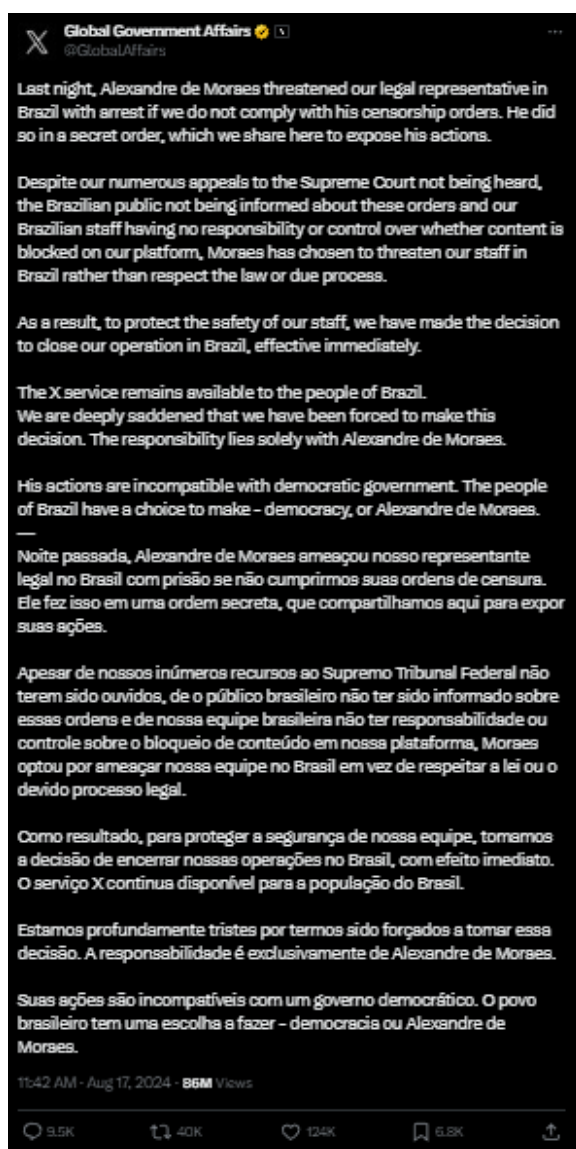 Global Government Affairs
@GlobalAffairs
Last night, Alexandre de Moraes threatened our legal representative in
Brazil with arrest if we do not comply with his censorship orders. He did
so in a secret order, which we share here to expose his actions.
Despite our numerous appeals to the Supreme Court not being heard,
the Brazilian public not being informed about these orders and our
Brazilian staff having no responsibility or control over whether content is
blocked on our platform, Moraes has chosen to threaten our staff in
Brazil rather than respect the law or due process.
As a result, to protect the safety of our staff, we have made the decision
to close our operation in Brazil, effective immediately.
The X service remains available to the people of Brazil.
We are deeply saddened that we have been forced to make this
decision. The responsibility lies solely with Alexandre de Moraes.
His actions are incompatible with democratic government. The people
of Brazil have a choice to make - democracy, or Alexandre de Moraes.
—
Noite passada, Alexandre de Moraes ameaçou nosso representante
legal no Brasil com prisão se não cumprirmos suas ordens de censura.
Ele fez isso em uma ordem secreta, que compartilhamos aqui para expor
suas ações.
Apesar de nossos inúmeros recursos ao Supremo Tribunal Federal não
terem sido ouvidos, de o público brasileiro não ter sido informado sobre
essas ordens e de nossa equipe brasileira não ter responsabilidade ou
controle sobre o bloqueio de conteúdo em nossa plataforma, Moraes
optou por ameaçar nossa equipe no Brasil em vez de respeitar a lei ou o
devido processo legal.
Como resultado, para proteger a segurança de nossa equipe, tomamos
a decisão de encerrar nossas operações no Brasil, com efeito imediato.
O serviço X continua disponível para a população do Brasil.
Estamos profundamente tristes por termos sido forçados a tomar essa
decisão. A responsabilidade é exclusivamente de Alexandre de Moraes.
Suas ações são incompatíveis com um governo democrático. O povo
brasileiro tem uma escolha a fazer - democracia ou Alexandre de
Moraes.
11:42 AM · Aug 17, 2024 · 86M Views
9.5K 40K 124K 6.8K